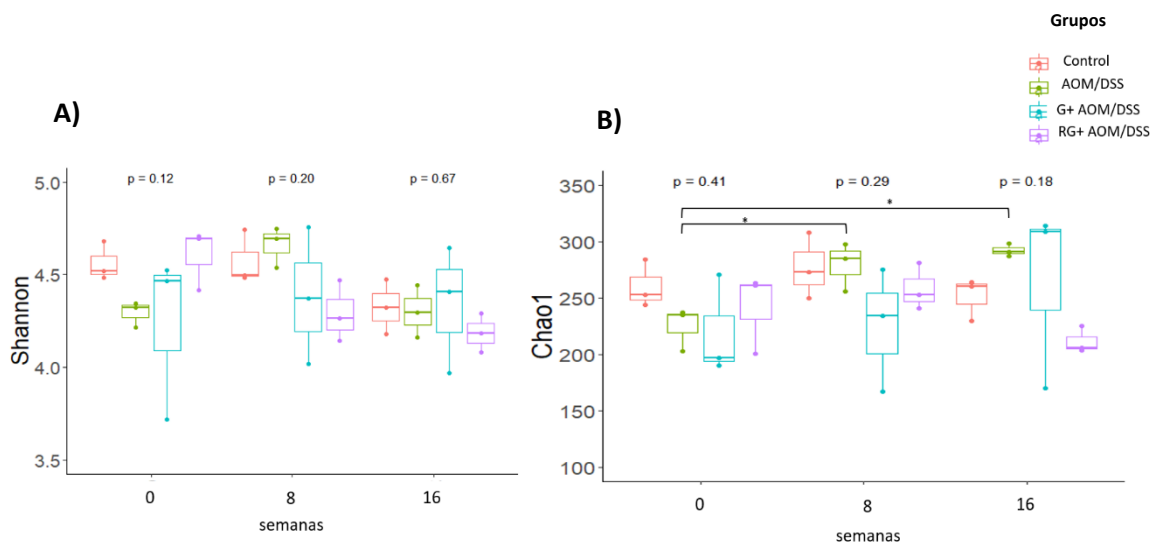 Grupos
Control
AOM/DSS
G+ AOM/DSS
RG+ AOM/DSS
A)
p = 0.12 p = 0.20 p = 0.67
5.0
4.5
4.0
3.5
Shannon
0 8 16
semanas
B)
p = 0.41 p = 0.29 p = 0.18
*
*
350
300
250
200
150
100
Chao1
0 8 16
semanas